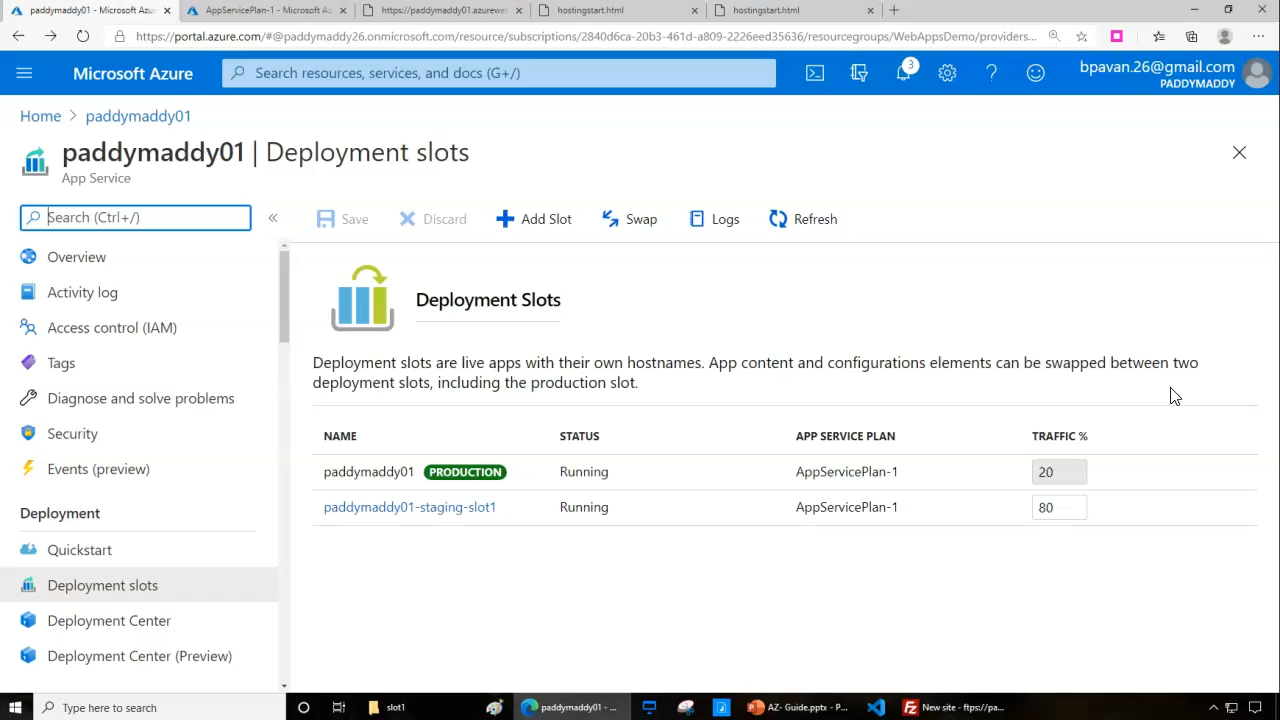 paddymaddy01 - Microsoft Azu
AppServicePlan-1 - Microsoft Az
https://paddymaddy01.azurewe
hostingstart.html
hostingstart.html
https://portal.azure.com/#@paddymaddy26.onmicrosoft.com/resource/subscriptions/2840d6ca-20b3-461d-a809-2226eed35636/resourcegroups/WebAppsDemo/providers...
Microsoft Azure
Search resources, services, and docs (G+/)
3
bpavan.26@gmail.com
PADDYMADDY
Home > paddymaddy01
paddymaddy01 | Deployment slots
App Service
Search (Ctrl+/)
«
Save
Discard
Add Slot
Swap
Logs
Refresh
Overview
Activity log
Access control (IAM)
Tags
Diagnose and solve problems
Security
Events (preview)
Deployment
Quickstart
Deployment slots
Deployment Center
Deployment Center (Preview)
Deployment Slots
Deployment slots are live apps with their own hostnames. App content and configurations elements can be swapped between two
deployment slots, including the production slot.
NAME STATUS APP SERVICE PLAN TRAFFIC %
paddymaddy01 PRODUCTION Running AppServicePlan-1 20
paddymaddy01-staging-slot1 Running AppServicePlan-1 80
Type here to search
slot1
paddymaddy01 - ...
AZ- Guide.pptx - P...
New site - ftps://pa...